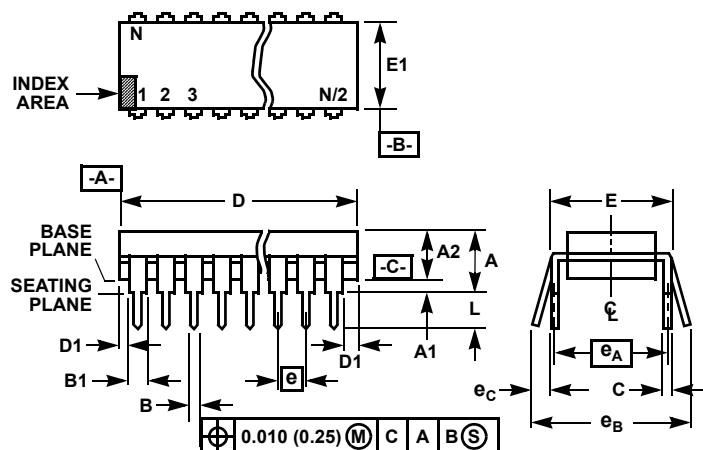 N
INDEX
AREA
1 2 3 N/2
E1
-B-
-A-
D
E
BASE
PLANE
A2
A
-C-
SEATING
PLANE
L
C L
D1
A1
D1
eA
B1
e
eC
C
B
eB
0.010 (0.25) M C A B S